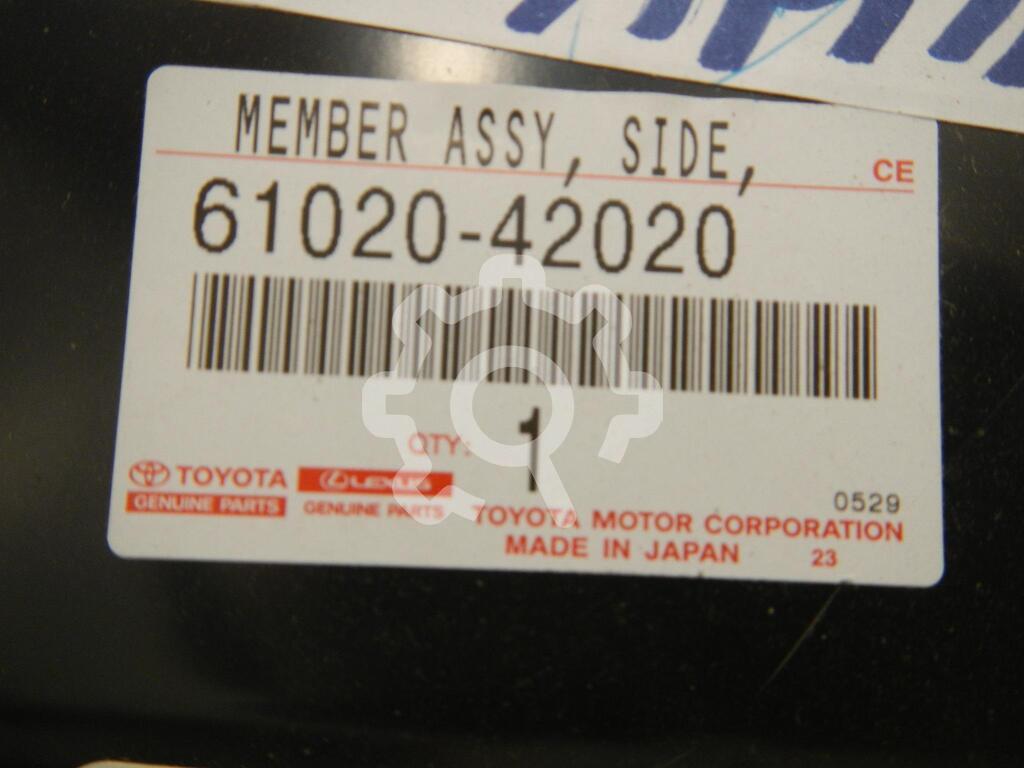 MEMBER ASSY, SIDE,
CE
61020-42020
QTY: 1
TOYOTA
LEXUS
GENUINE PARTS
GENUINE PARTS
0529
TOYOTA MOTOR CORPORATION
MADE IN JAPAN
23